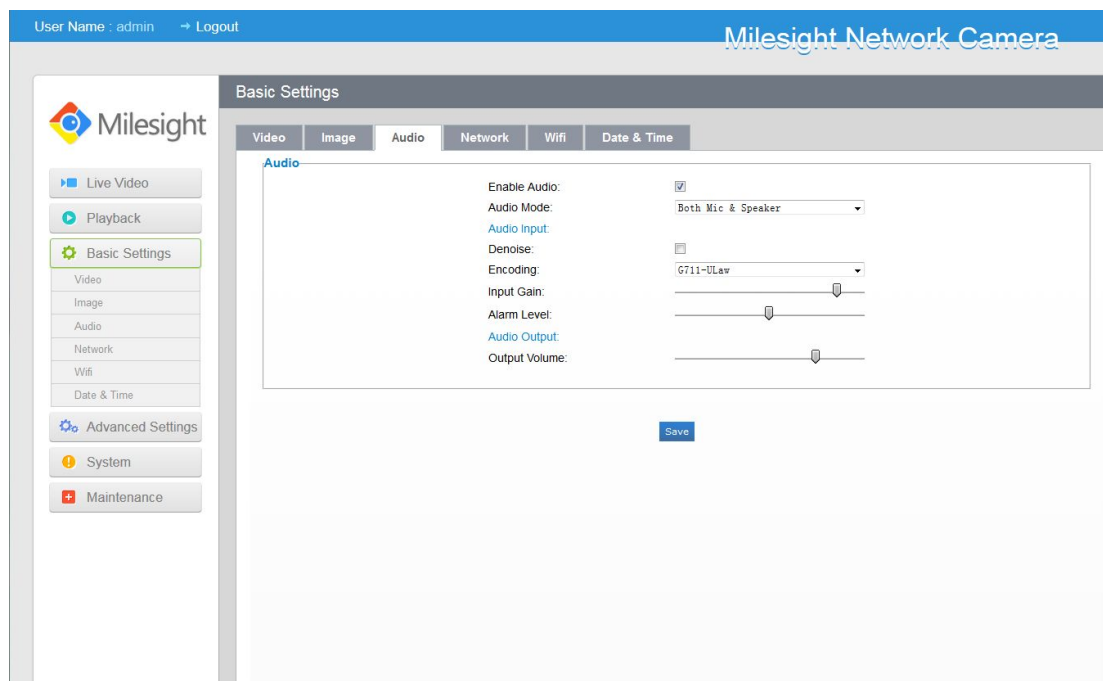 User Name : admin → Logout
Milesight Network Camera
Milesight
Basic Settings
Video Image Audio Network Wifi Date & Time
Live Video
Playback
Basic Settings
Video
Image
Audio
Network
Wifi
Date & Time
Advanced Settings
System
Maintenance
Audio
Enable Audio:
Audio Mode: Both Mic & Speaker
Audio Input:
Denoise:
Encoding: G711-ULaw
Input Gain:
Alarm Level:
Audio Output:
Output Volume:
Save